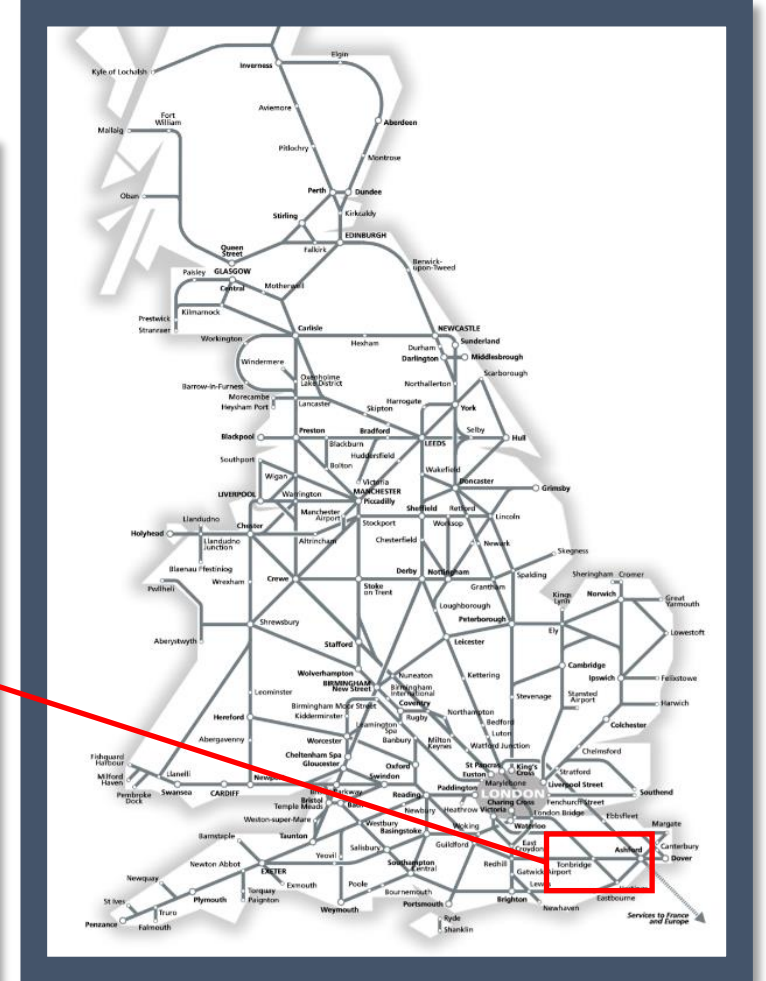 Elgin
Inverness
Kyle of Lochalsh
Aviemore
Fort
William
Aberdeen
Mallaig
Pitlochry
Montrose
Perth
Dundee
Oban
Stirling
Kirkcaldy
EDINBURGH
Queen
Street
Falkirk
Berwick-
upon-Tweed
Paisley
GLASGOW
Central
Motherwell
Kilmarnock
Prestwick
Stranraer
Carlisle
NEWCASTLE
Workington
Hexham
Sunderland
Durham
Darlington
Middlesbrough
Windermere
Scarborough
Oxenholme
Lake District
Northallerton
Barrow-in-Furness
Morecambe
Heysham Port
Lancaster
Harrogate
York
Skipton
Blackpool
Preston
Bradford
Selby
Hull
Blackburn
LEEDS
Southport
Huddersfield
Bolton
Wakefield
Wigan
Victoria
MANCHESTER
Piccadilly
Doncaster
Grimsby
LIVERPOOL
Warrington
Manchester
Airport
Sheffield
Retford
Lincoln
Llandudno
Chester
Stockport
Worksop
Holyhead
Llandudno
Junction
Altrincham
Chesterfield
Newark
Skegness
Blaenau Ffestiniog
Derby
Nottingham
Spalding
Sheringham
Cromer
Pwllheli
Wrexham
Crewe
Stoke
on Trent
Grantham
Kings
Lynn
Norwich
Great
Yarmouth
Loughborough
Peterborough
Shrewsbury
Ely
Lowestoft
Aberystwyth
Stafford
Leicester
Cambridge
Wolverhampton
Nuneaton
Kettering
Ipswich
Felixstowe
BIRMINGHAM
New Street
Birmingham
International
Leominster
Stevenage
Stansted
Airport
Harwich
Coventry
Birmingham Moor Street
Kidderminster
Rugby
Northampton
Hereford
Leamington
Spa
Bedford
Colchester
Worcester
Banbury
Milton
Keynes
Luton
Abergavenny
Cheltenham Spa
Watford Junction
Chelmsford
Fishguard
Harbour
Gloucester
Oxford
St Pancras
King's
Cross
Euston
Stratford
Llanelli
Milford
Haven
Swindon
Paddington
Marylebone
Liverpool Street
Pembroke
Dock
Swansea
CARDIFF
Reading
LONDON
Southend
Parkway
Charing Cross
Fenchurch Street
Bristol
Temple Meads
Newbury
Heathrow
Victoria
London Bridge
Ebbsfleet
Weston-super-Mare
Westbury
Basingstoke
Woking
Waterloo
Margate
Barnstaple
Taunton
Guildford
East
Croydon
Canterbury
Salisbury
Ashford
Dover
Yeovil
Newton Abbot
Southampton
Central
Redhill
Tonbridge
EXETER
Gatwick Airport
Newquay
Exmouth
Poole
Bournemouth
Torquay
Paignton
Eastbourne
St Ives
Plymouth
Weymouth
Portsmouth
Brighton
Newhaven
Truro
Penzance
Falmouth
Ryde
Shanklin
Services to France
and Europe